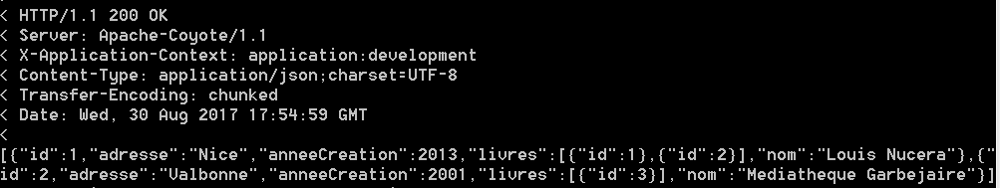 < HTTP/1.1 200 OK
< Server: Apache-Coyote/1.1
< X-Application-Context: application:development
< Content-Type: application/json;charset=UTF-8
< Transfer-Encoding: chunked
< Date: Wed, 30 Aug 2017 17:54:59 GMT
<
[{"id":1,"adresse":"Nice","anneeCreation":2013,"livres":[{"id":1},{"id":2}],"nom":"Louis Nucera"},{"
id":2,"adresse":"Valbonne","anneeCreation":2001,"livres":[{"id":3}],"nom":"Mediatheque Garbejaire"}]